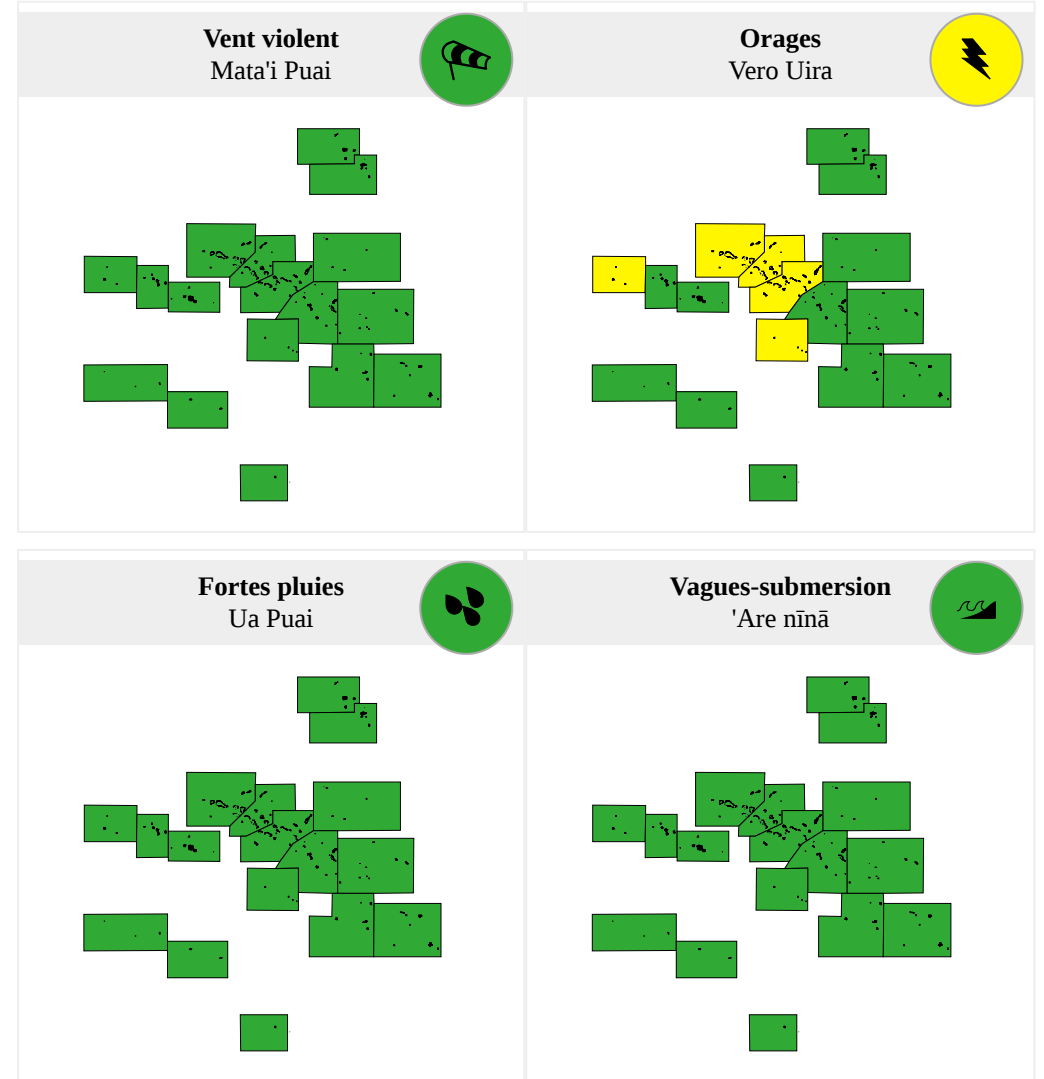 Vent violent
Mata'i Puai
Orages
Vero Uira
Fortes pluies
Ua Puai
Vagues-submersion
'Are nīnā